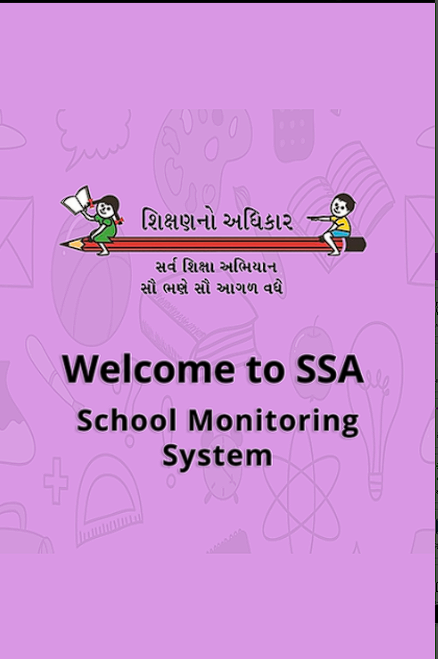 શિક્ષણનો અધિકાર
સર્વ શિક્ષા અભિયાન
સૌ ભણે સૌ આગળ વધે
Welcome to SSA
School Monitoring
System